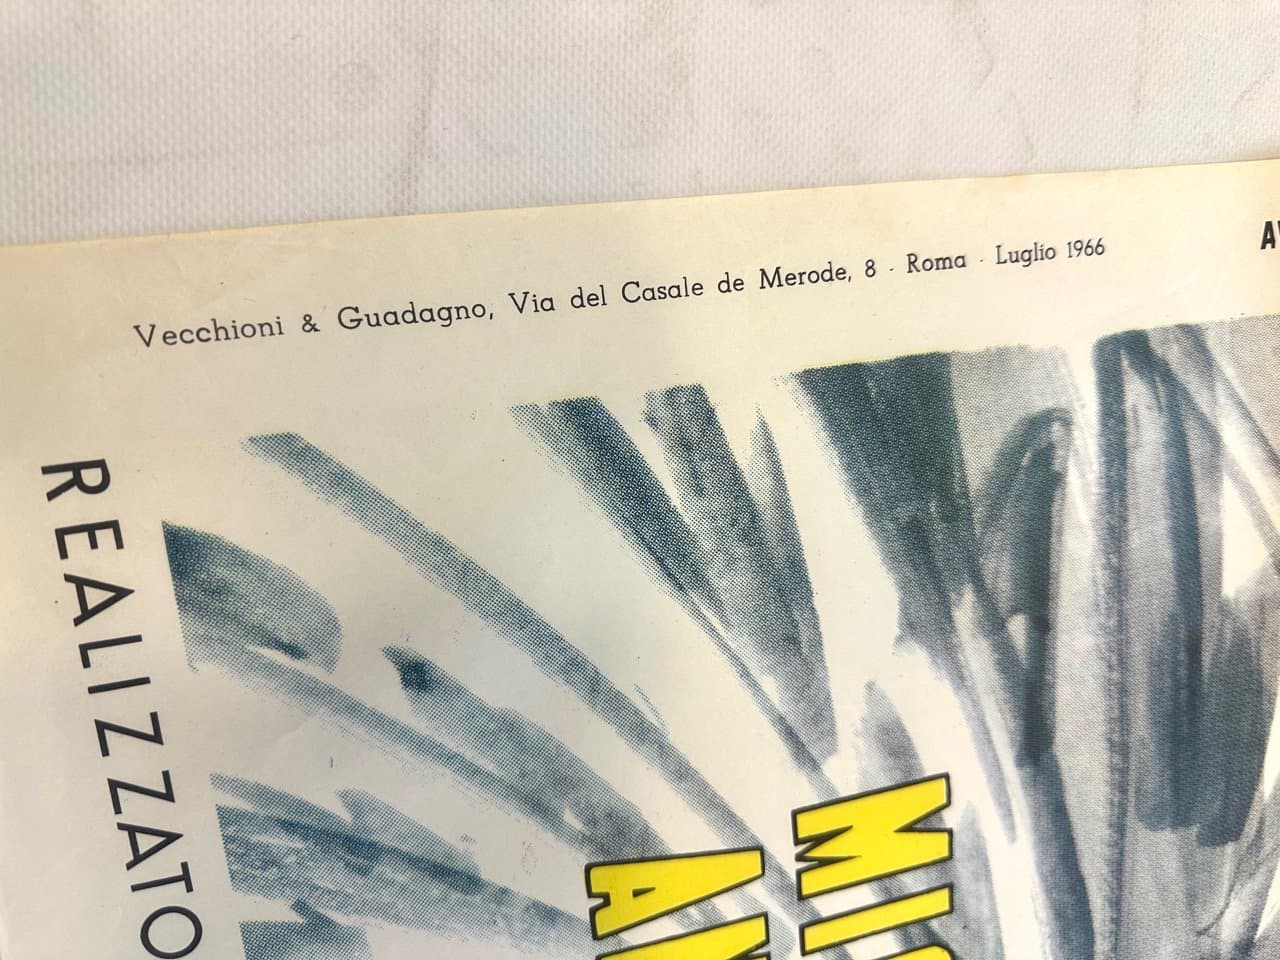 Vecchioni & Guadagno, Via del Casale de Merode, 8 - Roma - Luglio 1966
REALIZZATO